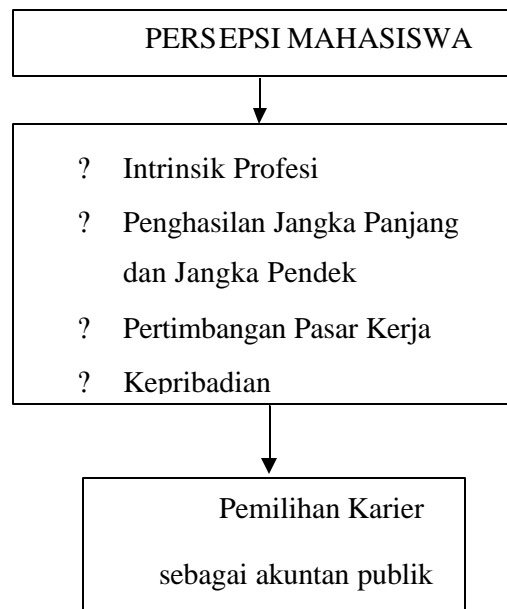 PERSEPSI MAHASISWA
? Intrinsik Profesi
? Penghasilan Jangka Panjang
dan Jangka Pendek
? Pertimbangan Pasar Kerja
? Kepribadian
Pemilihan Karier
sebagai akuntan publik